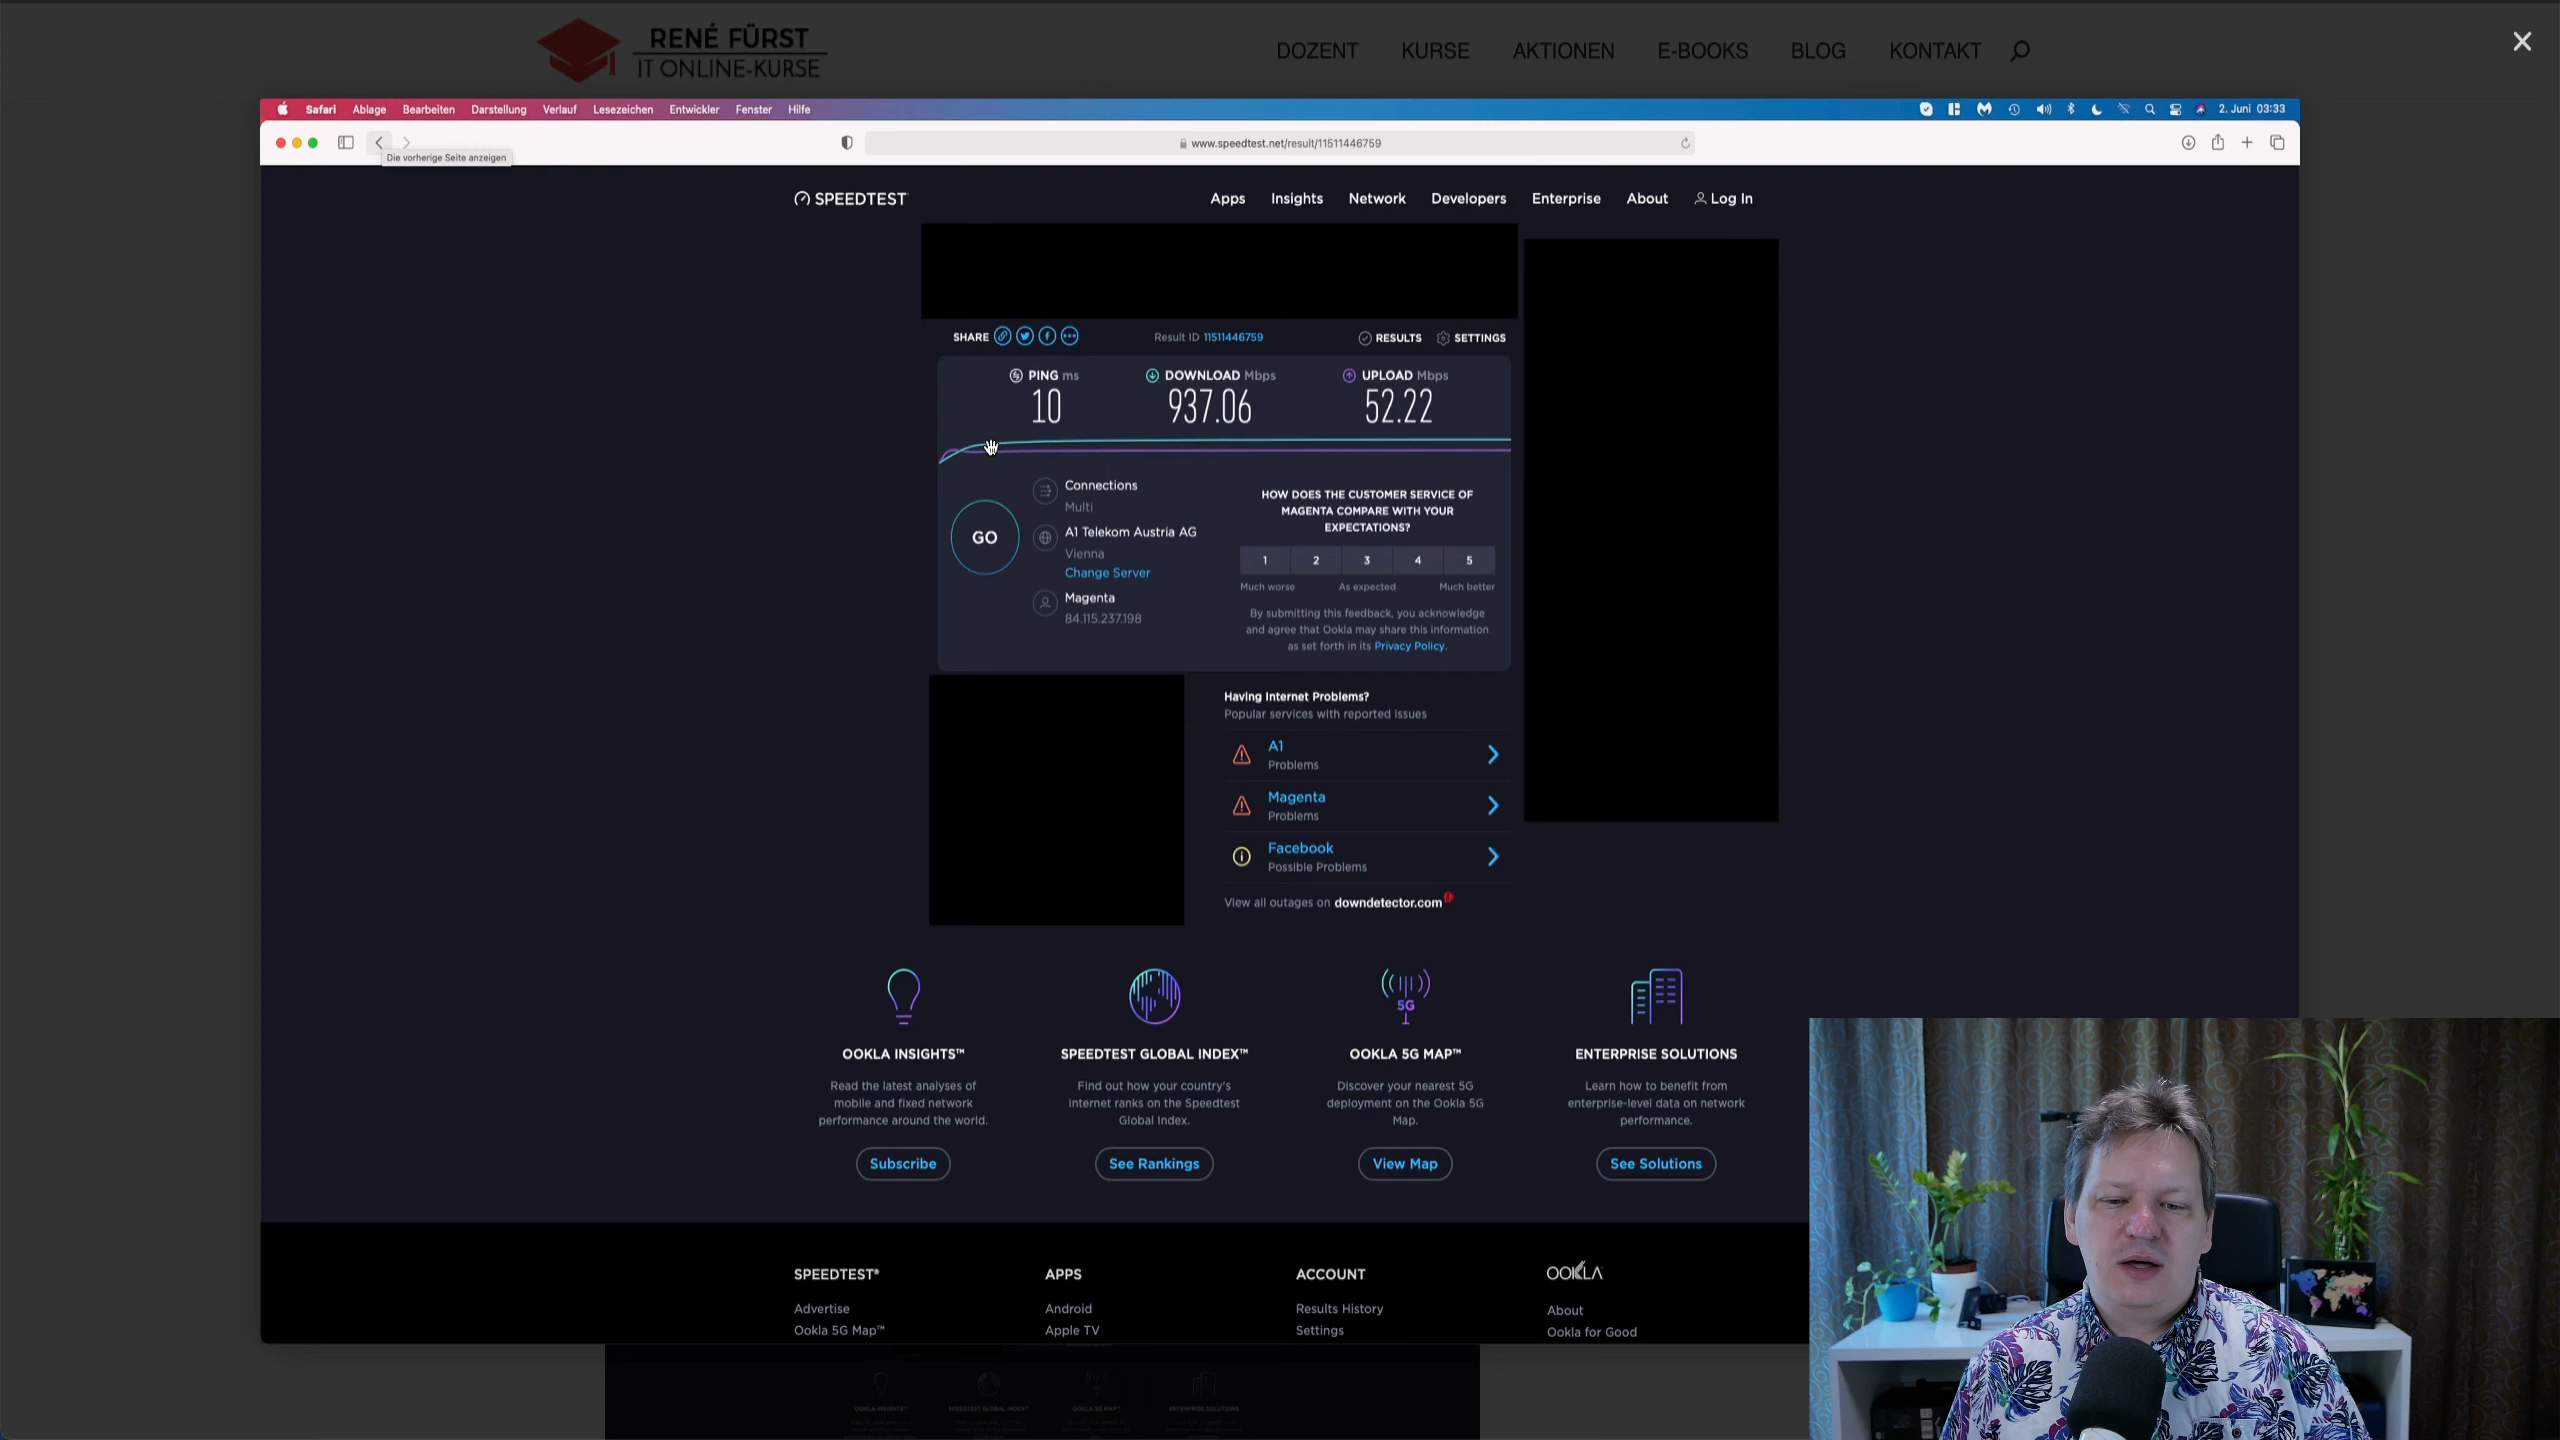 RENÉ FÜRST
IT ONLINE-KURSE
DOZENT KURSE AKTIONEN E-BOOKS BLOG KONTAKT
Safari Ablage Bearbeiten Darstellung Verlauf Lesezeichen Entwickler Fenster Hilfe
2. Juni 03:33
www.speedtest.net/result/11511446759
Die vorherige Seite anzeigen
SPEEDTEST
Apps Insights Network Developers Enterprise About Log In
SHARE
Result ID 11511446759
RESULTS SETTINGS
PING ms DOWNLOAD Mbps UPLOAD Mbps
10 937.06 52.22
GO
Connections
Multi
A1 Telekom Austria AG
Vienna
Change Server
Magenta
84.115.237.198
HOW DOES THE CUSTOMER SERVICE OF
MAGENTA COMPARE WITH YOUR
EXPECTATIONS?
1 2 3 4 5
Much worse As expected Much better
By submitting this feedback, you acknowledge
and agree that Ookla may share this information
as set forth in its Privacy Policy.
Having Internet Problems?
Popular services with reported issues
A1
Problems
Magenta
Problems
Facebook
Possible Problems
View all outages on downdetector.com
5G
OOKLA INSIGHTS™
Read the latest analyses of
mobile and fixed network
performance around the world.
Subscribe
SPEEDTEST GLOBAL INDEX™
Find out how your country's
internet ranks on the Speedtest
Global Index.
See Rankings
OOKLA 5G MAP™
Discover your nearest 5G
deployment on the Ookla 5G
Map.
View Map
ENTERPRISE SOLUTIONS
Learn how to benefit from
enterprise-level data on network
performance.
See Solutions
SPEEDTEST®
Advertise
Ookla 5G Map™
APPS
Android
Apple TV
ACCOUNT
Results History
Settings
OOKLA
About
Ookla for Good
OOKLA INSIGHTS™ SPEEDTEST GLOBAL INDEX™ OOKLA 5G MAP™ ENTERPRISE SOLUTIONS